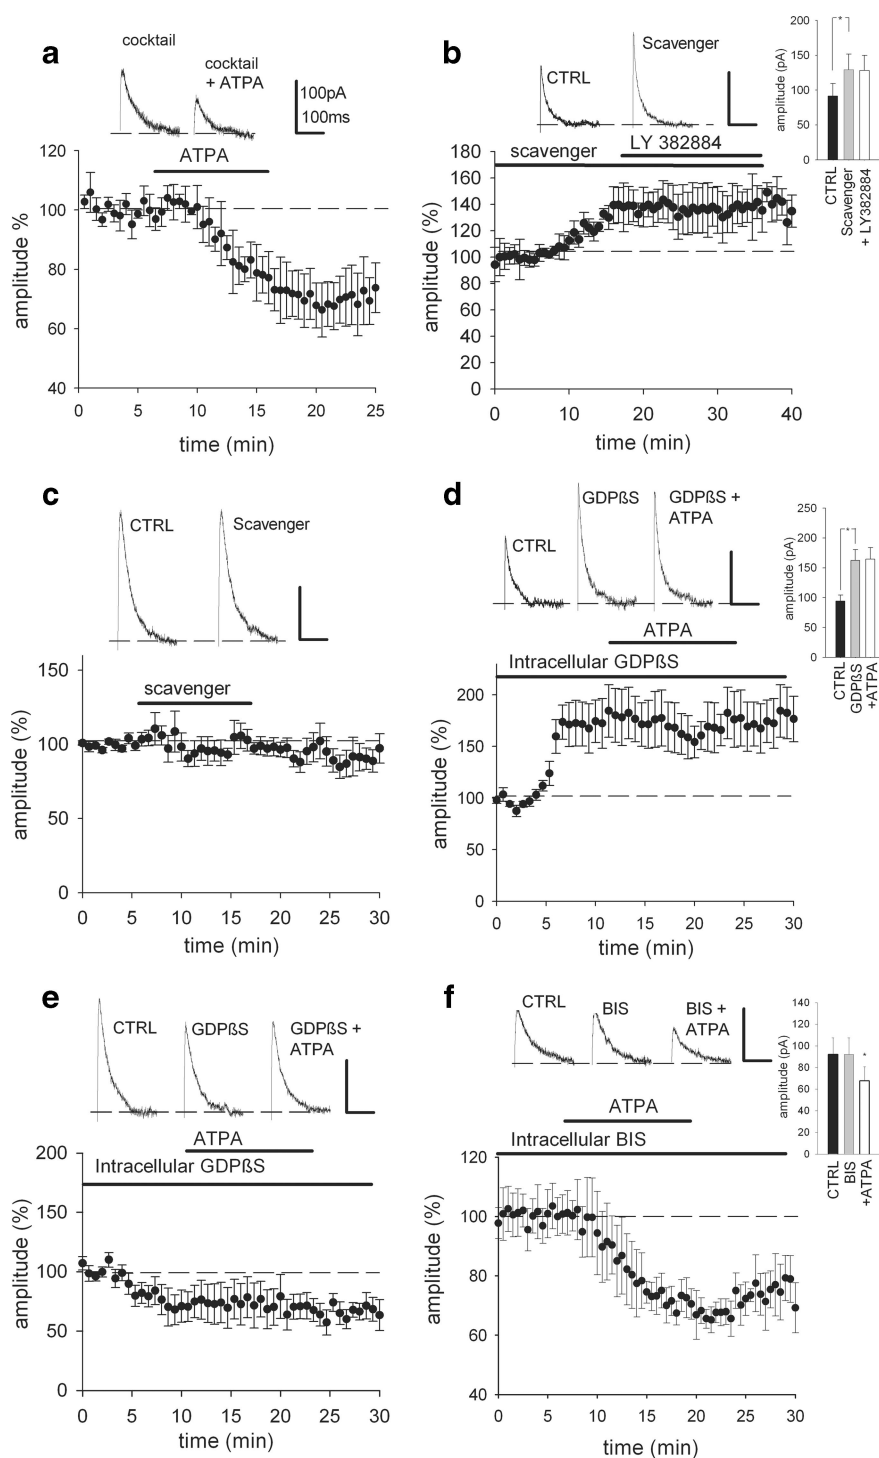 a
cocktail
cocktail
+ ATPA
100pA
100ms
ATPA
120
100
80
60
40
amplitude %
0
5
10
15
20
25
time (min)
b
CTRL
Scavenger
LY 382884
scavenger
180
160
140
120
100
80
60
40
20
0
amplitude (%)
0
10
20
30
40
time (min)
200
150
100
50
0
amplitude (pA)
*
CTRL
Scavenger
+ LY382884
c
CTRL
Scavenger
scavenger
150
100
50
0
amplitude (%)
0
5
10
15
20
25
30
time (min)
d
CTRL
GDPßS
GDPßS +
ATPA
ATPA
Intracellular GDPßS
200
150
100
50
0
amplitude (%)
0
5
10
15
20
25
30
time (min)
250
200
150
100
50
0
amplitude (pA)
*
CTRL
GDPßS
+ATPA
e
CTRL
GDPßS
GDPßS +
ATPA
ATPA
Intracellular GDPßS
200
150
100
50
0
amplitude (%)
0
5
10
15
20
25
30
time (min)
f
CTRL
BIS
BIS +
ATPA
ATPA
Intracellular BIS
120
100
80
60
40
amplitude (%)
0
5
10
15
20
25
30
time (min)
140
120
100
80
60
40
20
0
amplitude (pA)
*
CTRL
BIS
+ATPA